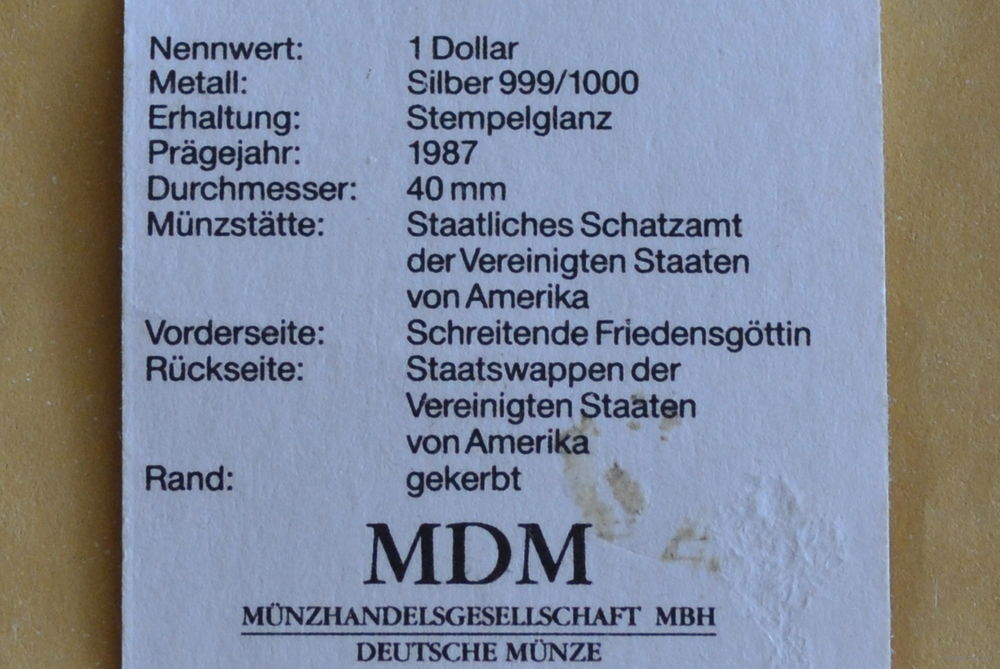 Nennwert: 1 Dollar
Metall: Silber 999/1000
Erhaltung: Stempelglanz
Prägejahr: 1987
Durchmesser: 40 mm
Münzstätte: Staatliches Schatzamt
der Vereinigten Staaten
von Amerika
Vorderseite: Schreitende Friedensgöttin
Rückseite: Staatswappen der
Vereinigten Staaten
von Amerika
Rand: gekerbt
MDM
MÜNZHANDELSGESELLSCHAFT MBH
DEUTSCHE MÜNZE